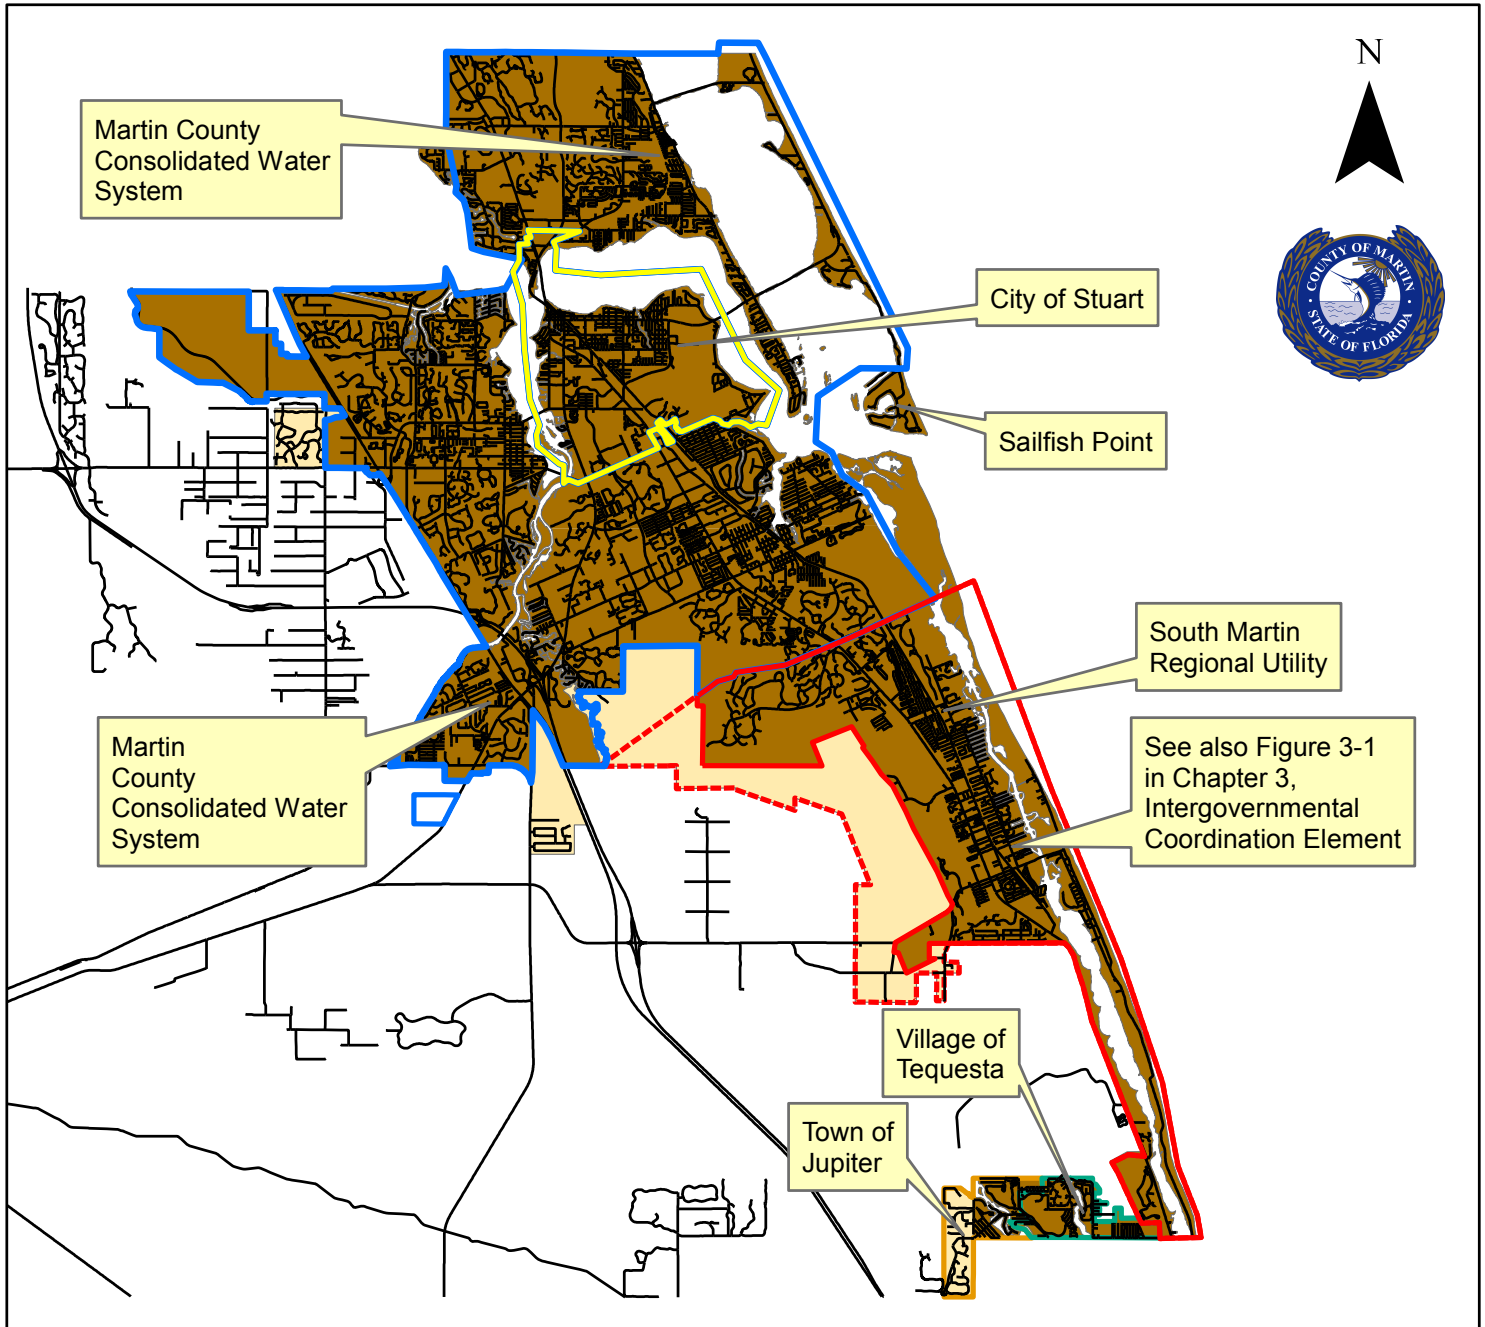 N
Martin County
Consolidated Water
System
COUNTY OF MARTIN
STATE OF FLORIDA
City of Stuart
Sailfish Point
South Martin
Regional Utility
Martin
County
Consolidated Water
System
See also Figure 3-1
in Chapter 3,
Intergovernmental
Coordination Element
Village of
Tequesta
Town of
Jupiter